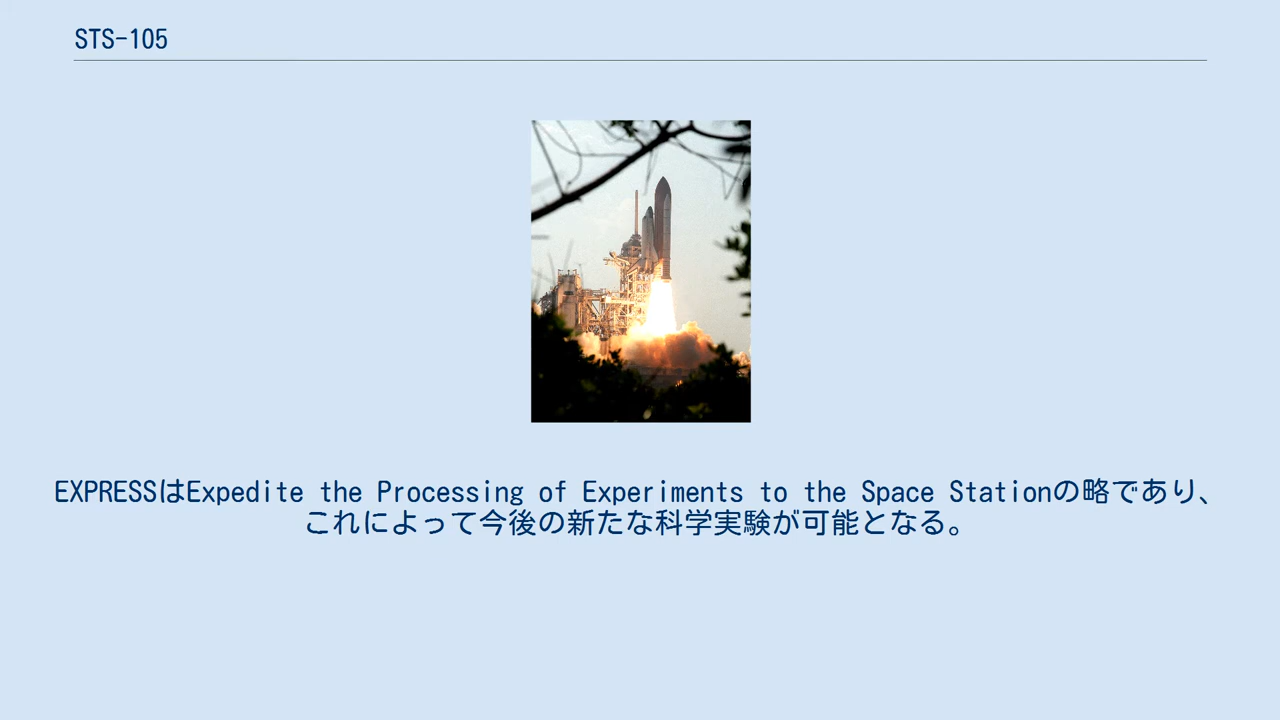 STS-105
EXPRESSはExpedite the Processing of Experiments to the Space Stationの略であり、
これによって今後の新たな科学実験が可能となる。